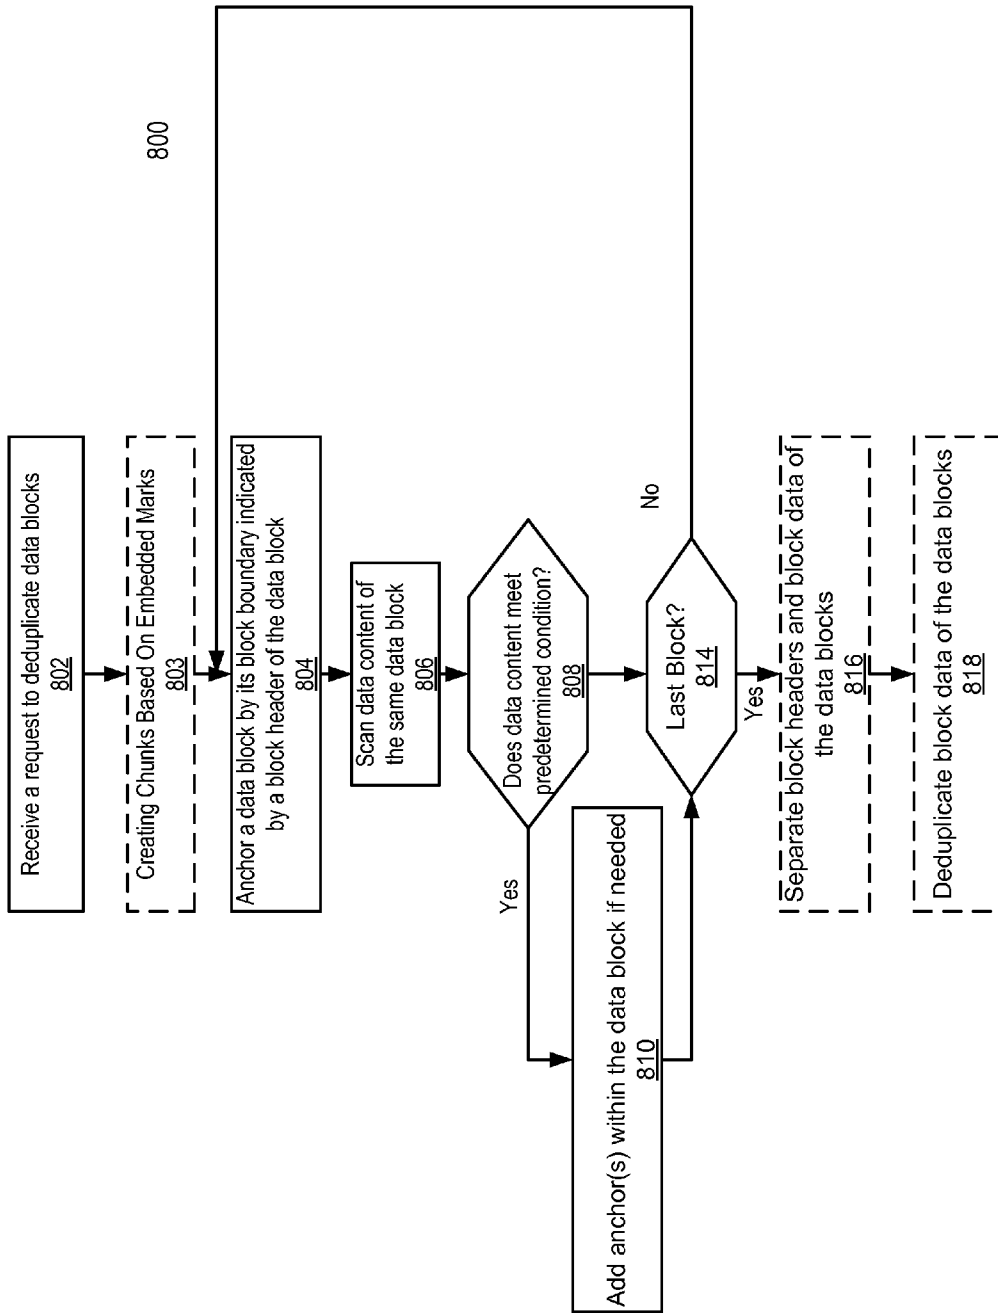 800
Receive a request to deduplicate data blocks
802
Creating Chunks Based On Embedded Marks
803
Anchor a data block by its block boundary indicated
by a block header of the data block
804
Scan data content of
the same data block
806
Does data content meet
predetermined condition?
808
Yes
Add anchor(s) within the data block if needed
810
Last Block?
814
No
Yes
Separate block headers and block data of
the data blocks
816
Deduplicate block data of the data blocks
818